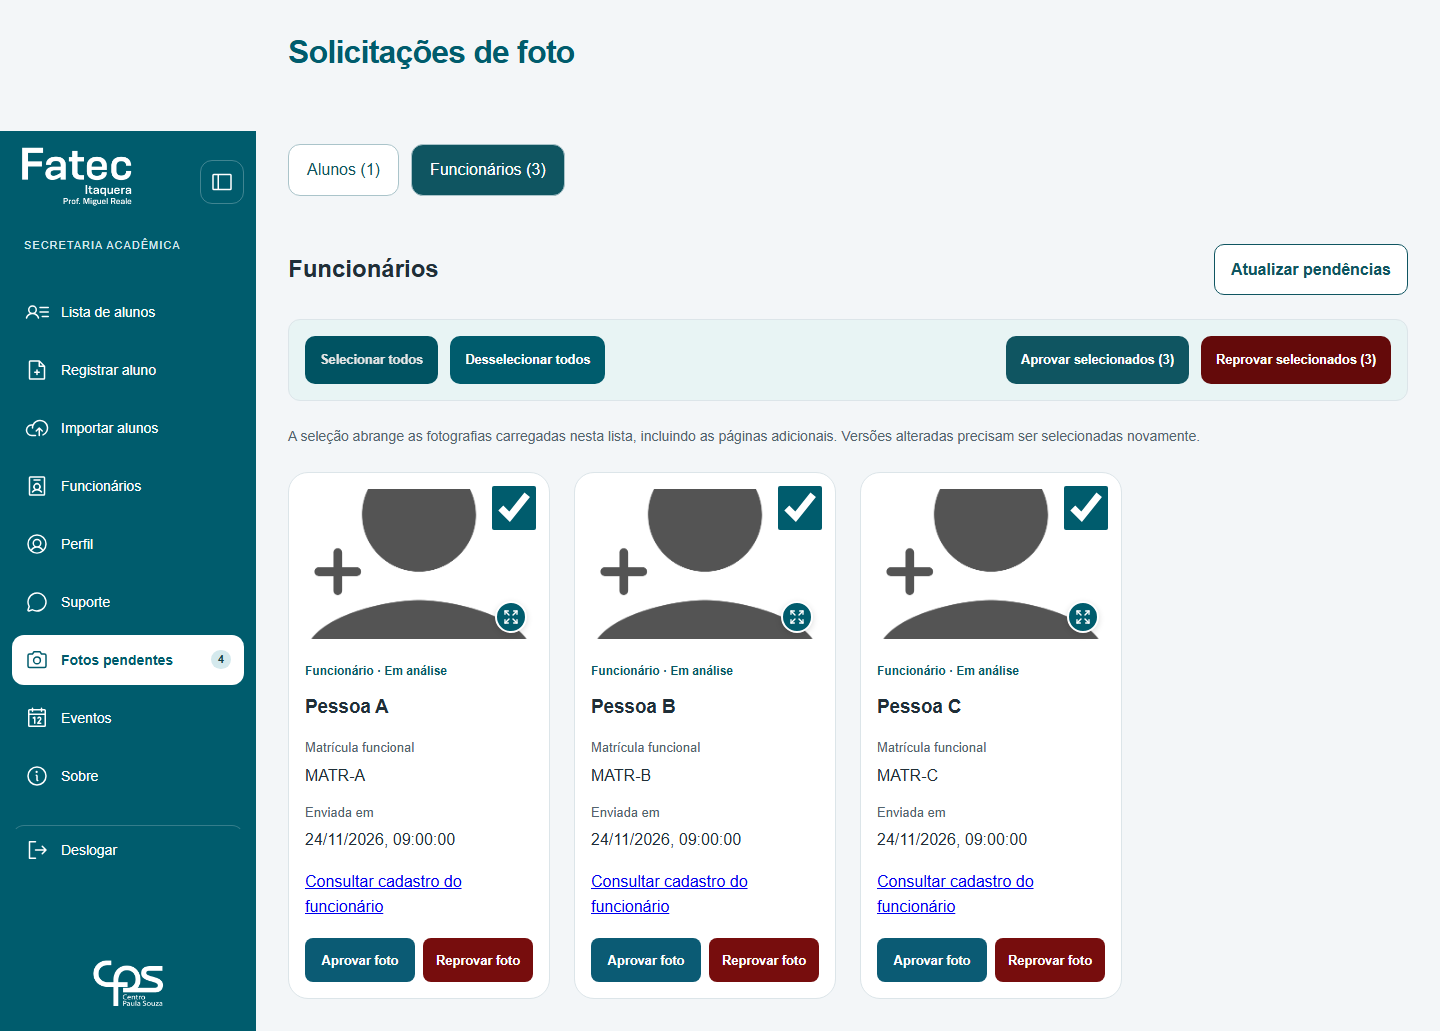 Solicitações de foto
Fatec
Itaquera
Prof. Miguel Reale
SECRETARIA ACADÊMICA
Lista de alunos
Registrar aluno
Importar alunos
Funcionários
Perfil
Suporte
Fotos pendentes 4
12 Eventos
Sobre
Deslogar
CPS
Centro
Paula Souza
Alunos (1) Funcionários (3)
Funcionários Atualizar pendências
Selecionar todos Desselecionar todos Aprovar selecionados (3) Reprovar selecionados (3)
A seleção abrange as fotografias carregadas nesta lista, incluindo as páginas adicionais. Versões alteradas precisam ser selecionadas novamente.
Funcionário · Em análise
Pessoa A
Matrícula funcional
MATR-A
Enviada em
24/11/2026, 09:00:00
Consultar cadastro do
funcionário
Aprovar foto Reprovar foto
Funcionário · Em análise
Pessoa B
Matrícula funcional
MATR-B
Enviada em
24/11/2026, 09:00:00
Consultar cadastro do
funcionário
Aprovar foto Reprovar foto
Funcionário · Em análise
Pessoa C
Matrícula funcional
MATR-C
Enviada em
24/11/2026, 09:00:00
Consultar cadastro do
funcionário
Aprovar foto Reprovar foto